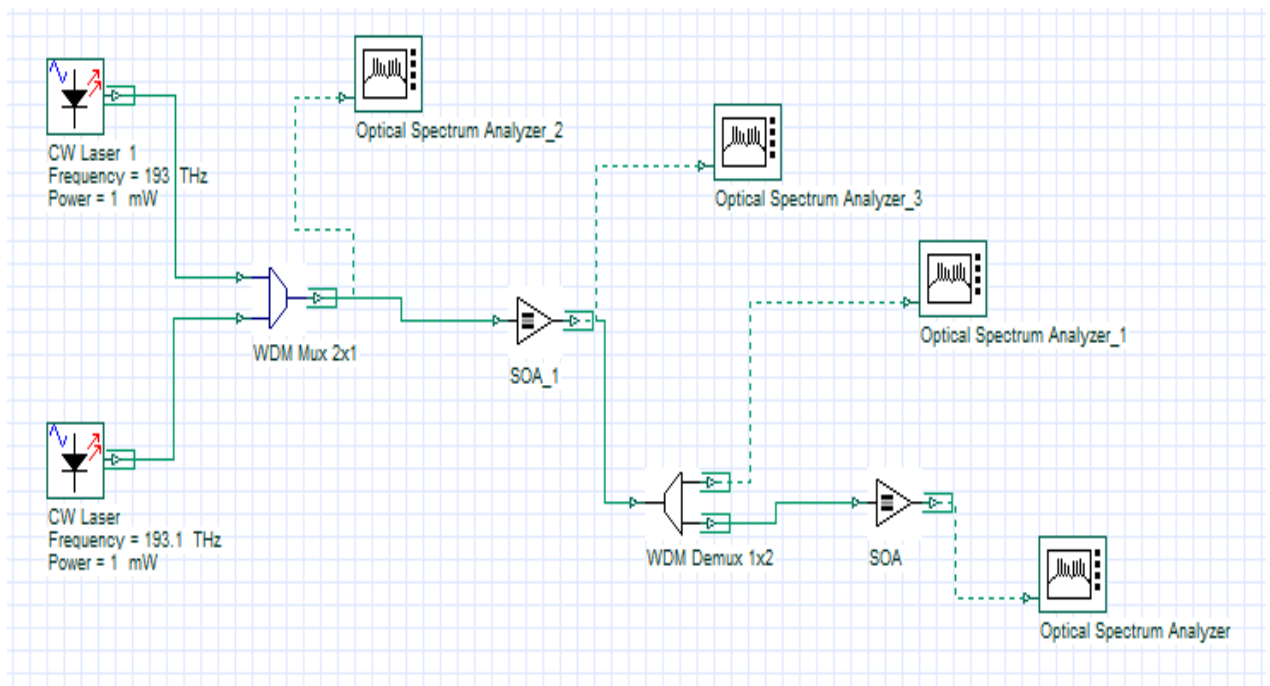 Optical Spectrum Analyzer_2
CW Laser 1
Frequency = 193 THz
Power = 1 mW
Optical Spectrum Analyzer_3
Optical Spectrum Analyzer_1
WDM Mux 2x1
SOA_1
CW Laser
Frequency = 193.1 THz
Power = 1 mW
WDM Demux 1x2
SOA
Optical Spectrum Analyzer